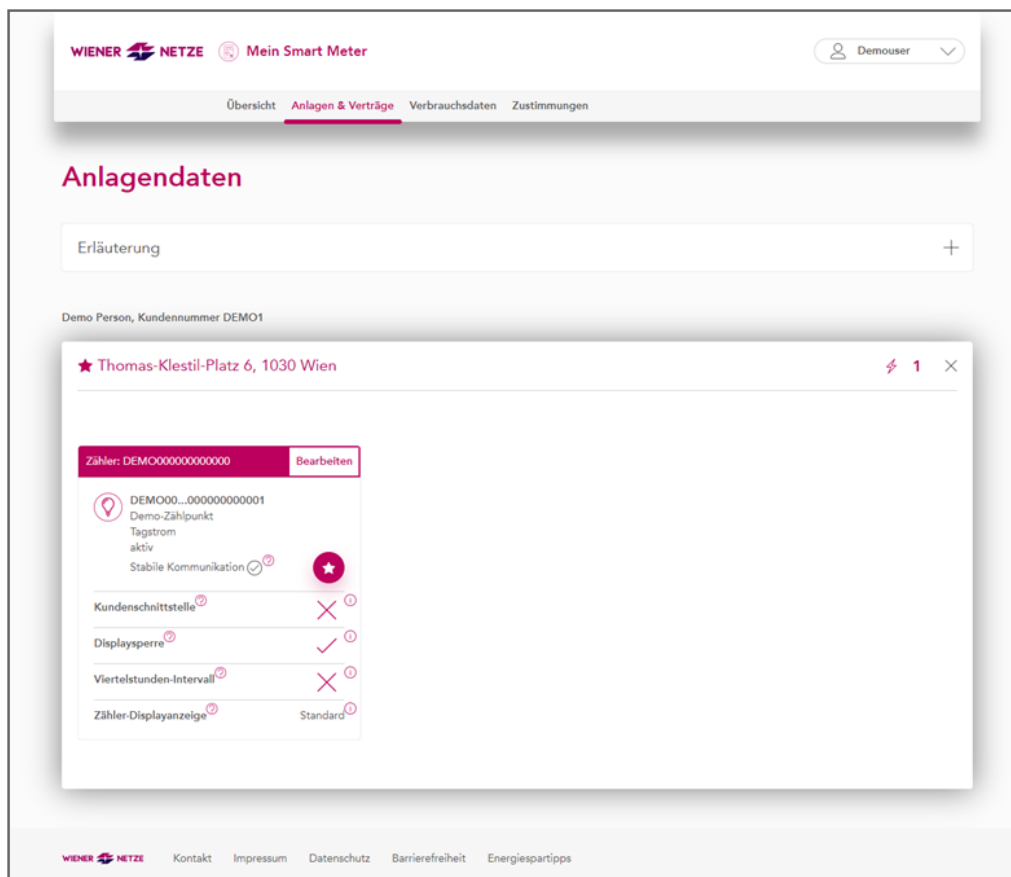 WIENER NETZE Mein Smart Meter Demouser
Übersicht Anlagen & Verträge Verbrauchsdaten Zustimmungen
Anlagendaten
Erläuterung
Demo Person, Kundennummer DEMO1
Thomas-Klestil-Platz 6, 1030 Wien 1
Zähler: DEMO000000000000 Bearbeiten
DEMO00...000000000001
Demo-Zählpunkt
Tagstrom
aktiv
Stabile Kommunikation
Kundenschnittstelle
Displaysperre
Viertelstunden-Intervall
Zähler-Displayanzeige Standard
WIENER NETZE Kontakt Impressum Datenschutz Barrierefreiheit Energiespartipps